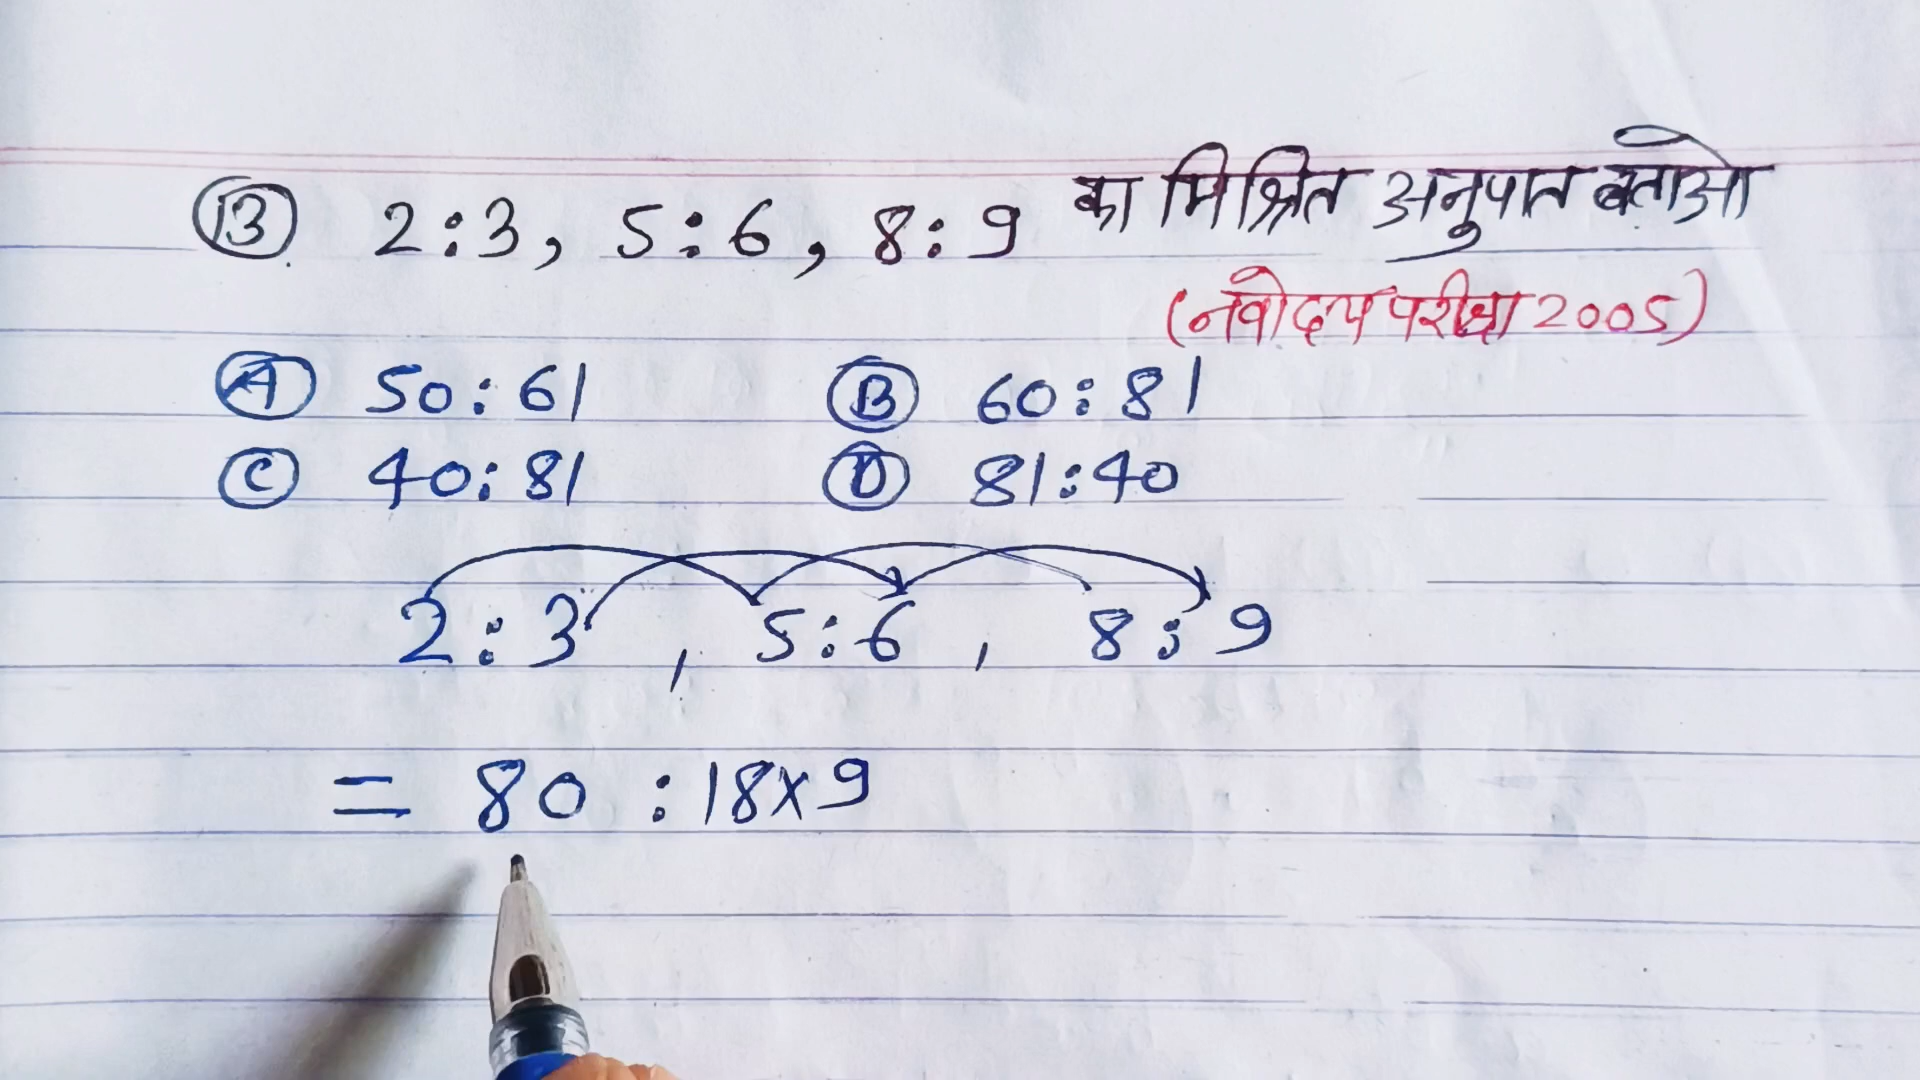 (13) 2:3, 5:6, 8:9 का मिश्रित अनुपात बताओ
(नवोदय परीक्षा 2005)
(A) 50:61 (B) 60:81
(C) 40:81 (D) 81:40
2:3, 5:6, 8:9
= 80 : 18x9